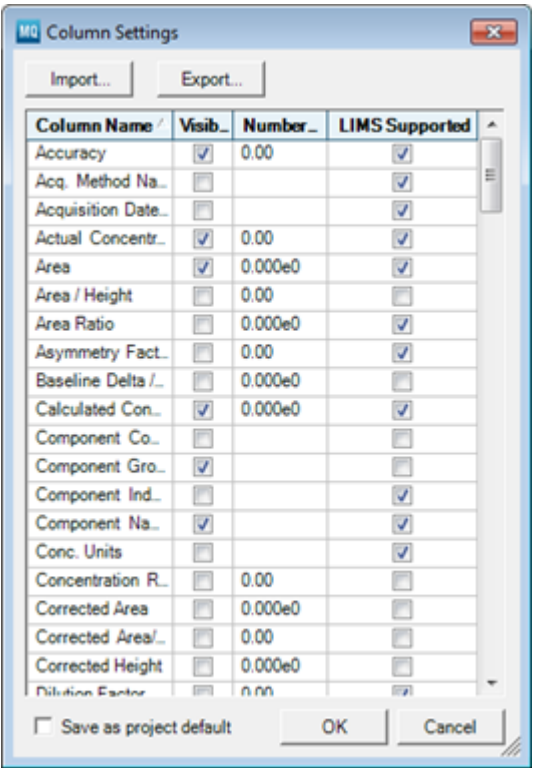 MQ Column Settings
Import... Export...
Column Name Visib... Number... LIMS Supported
Accuracy 0.00
Acq. Method Na...
Acquisition Date...
Actual Concentr... 0.00
Area 0.000e0
Area / Height 0.00
Area Ratio 0.000e0
Asymmetry Fact... 0.00
Baseline Delta /... 0.000e0
Calculated Con... 0.000e0
Component Co...
Component Gro...
Component Ind...
Component Na...
Conc. Units
Concentration R... 0.00
Corrected Area 0.000e0
Corrected Area/... 0.00
Corrected Height 0.000e0
Dilution Factor 0.00
Save as project default OK Cancel